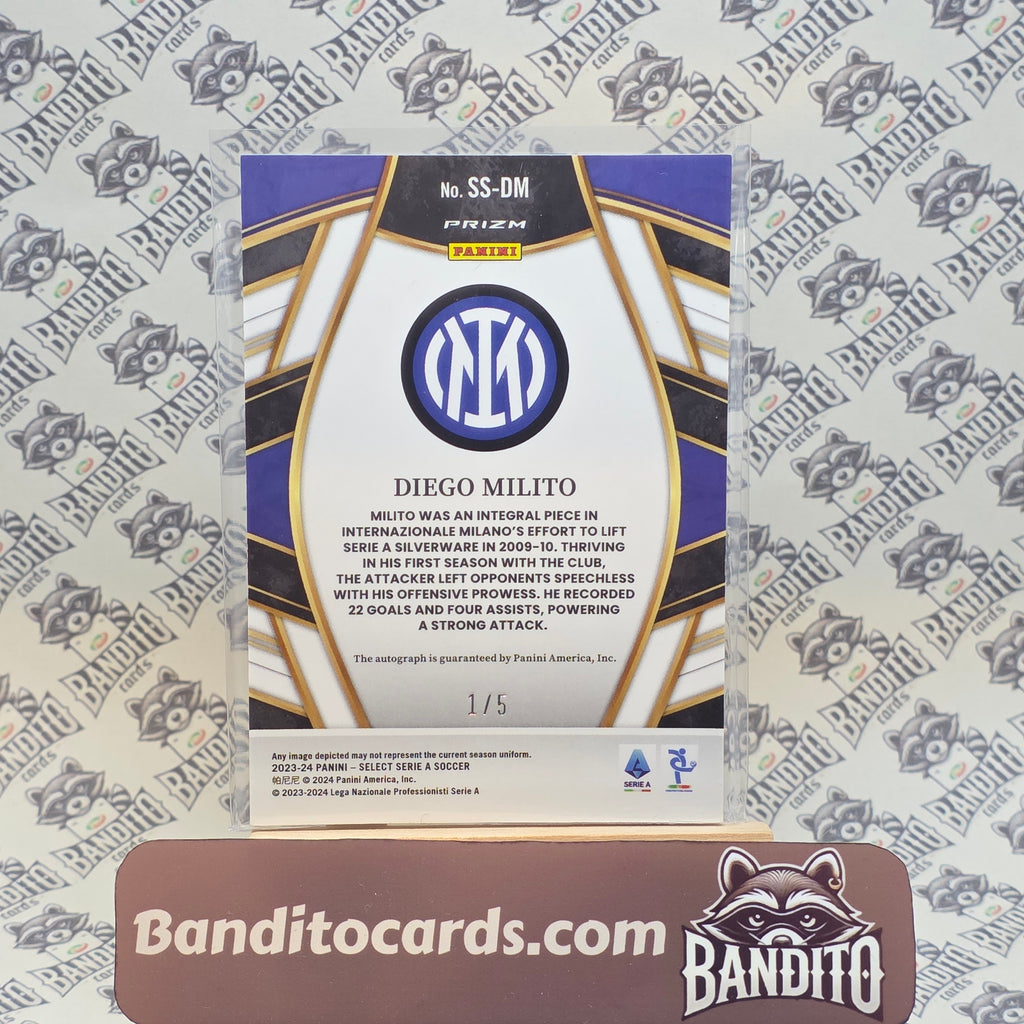 No. SS-DM
PRIZM
PANINI
DIEGO MILITO
MILITO WAS AN INTEGRAL PIECE IN
INTERNAZIONALE MILANO'S EFFORT TO LIFT
SERIE A SILVERWARE IN 2009-10. THRIVING
IN HIS FIRST SEASON WITH THE CLUB,
THE ATTACKER LEFT OPPONENTS SPEECHLESS
WITH HIS OFFENSIVE PROWESS. HE RECORDED
22 GOALS AND FOUR ASSISTS, POWERING
A STRONG ATTACK.
The autograph is guaranteed by Panini America, Inc.
1/5
Any image depicted may not represent the current season uniform.
2023-24 PANINI – SELECT SERIE A SOCCER
帕尼尼 © 2024 Panini America, Inc.
© 2023-2024 Lega Nazionale Professionisti Serie A
SERIE A
Banditocards.com
BANDITO
BANDITO
cards